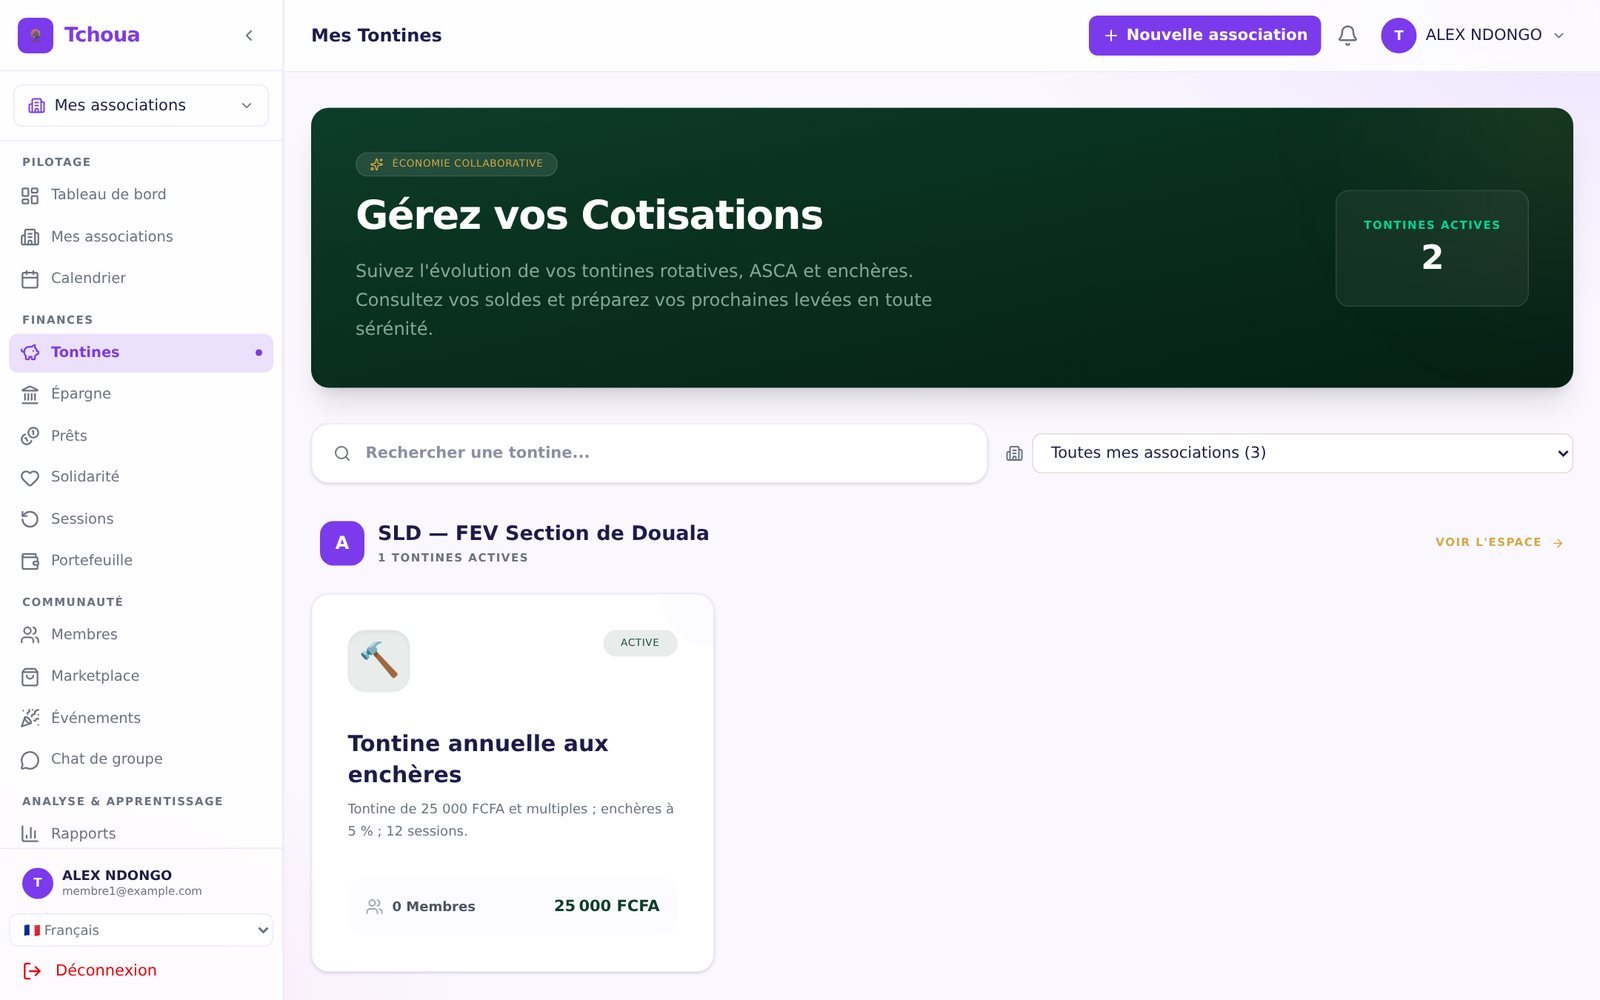 Tchoua
Mes associations
PILOTAGE
Tableau de bord
Mes associations
Calendrier
FINANCES
Tontines
Épargne
Prêts
Solidarité
Sessions
Portefeuille
COMMUNAUTÉ
Membres
Marketplace
Événements
Chat de groupe
ANALYSE & APPRENTISSAGE
Rapports
T
ALEX NDONGO
membre1@example.com
Français
Déconnexion
Mes Tontines
Nouvelle association
T
ALEX NDONGO
ÉCONOMIE COLLABORATIVE
Gérez vos Cotisations
Suivez l'évolution de vos tontines rotatives, ASCA et enchères.
Consultez vos soldes et préparez vos prochaines levées en toute
sérénité.
TONTINES ACTIVES
2
Rechercher une tontine...
Toutes mes associations (3)
A
SLD — FEV Section de Douala
1 TONTINES ACTIVES
VOIR L'ESPACE
ACTIVE
Tontine annuelle aux
enchères
Tontine de 25 000 FCFA et multiples ; enchères à
5 % ; 12 sessions.
0 Membres
25 000 FCFA